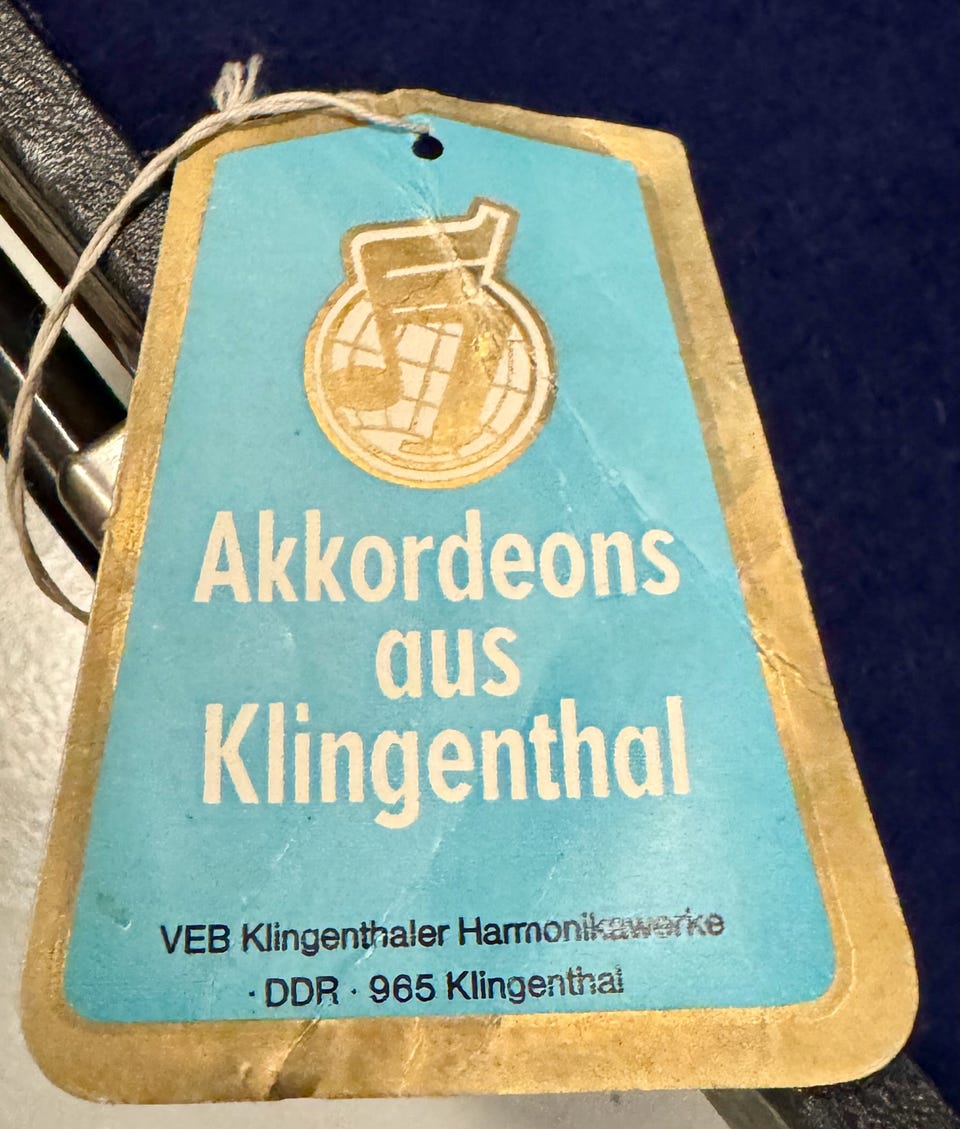 Akkordeons
aus
Klingenthal
VEB Klingenthaler Harmonikawerke
· DDR · 965 Klingenthal